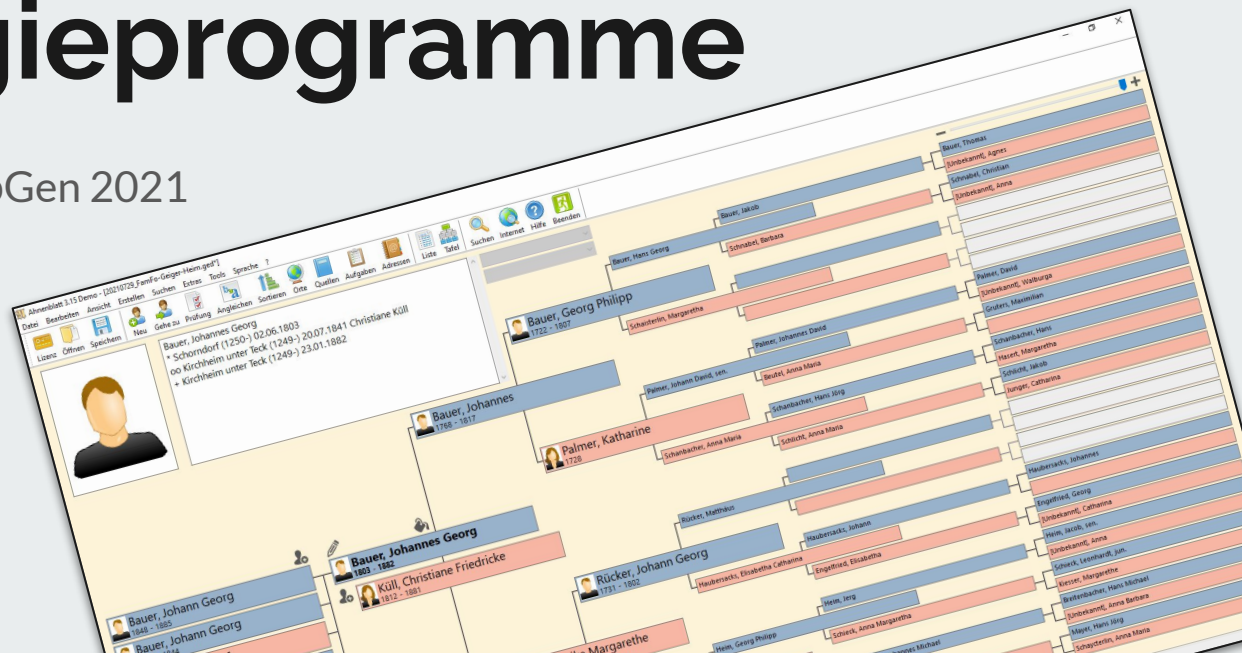 gieprogramme
oGen 2021
Ahnenblatt 3.15 Demo - [20210729_FamFo-Geiger-Heim.ged*]
Datei Bearbeiten Ansicht Erstellen Suchen Extras Tools Sprache ?
Lizenz Öffnen Speichern Neu Gehe zu Prüfung Angleichen Sortieren Orte Quellen Aufgaben Adressen Liste Tafel Suchen Internet Hilfe Beenden
Bauer, Johannes Georg
* Schorndorf (1250-) 02.06.1803
oo Kirchheim unter Teck (1249-) 20.07.1841 Christiane Küll
+ Kirchheim unter Teck (1249-) 23.01.1882
Bauer, Johann Georg
1848 - 1885
Bauer, Johann Georg
Bauer, Johannes Georg
1803 - 1882
Küll, Christiane Friedricke
1812 - 1881
Bauer, Johannes
1768 - 1817
Bauer, Georg Philipp
1722 - 1807
Palmer, Katharine
1726
Rücker, Johann Georg
1731 - 1802
Margarethe
Bauer, Hans Georg
Schaisterlin, Margaretha
Palmer, Johann David, sen.
Schanbacher, Anna Maria
Rücker, Matthäus
Haubersacks, Elisabetha Catharina
Heim, Georg Philipp
Bauer, Jakob
Schnabel, Barbara
Palmer, Johannes David
Beutel, Anna Maria
Schanbacher, Hans Jörg
Schlicht, Anna Maria
Haubersacks, Johann
Engelfried, Elisabetha
Heim, Jerg
Schieck, Anna Margaretha
nnes Michael
Bauer, Thomas
[Unbekannt], Agnes
Schnabel, Christian
[Unbekannt], Anna
Palmer, David
[Unbekannt], Walburga
Gruters, Maximilian
Schanbacher, Hans
Hasert, Margaretha
Schlicht, Jakob
Junger, Catharina
Haubersacks, Johannes
Engelfried, Georg
[Unbekannt], Catharina
Heim, Jacob, sen.
[Unbekannt], Anna
Schieck, Leonhardt, jun.
Kiesser, Margarethe
Breitenbacher, Hans Michael
[Unbekannt], Anna Barbara
Mayer, Hans Jörg
Schaysterlin, Anna Maria